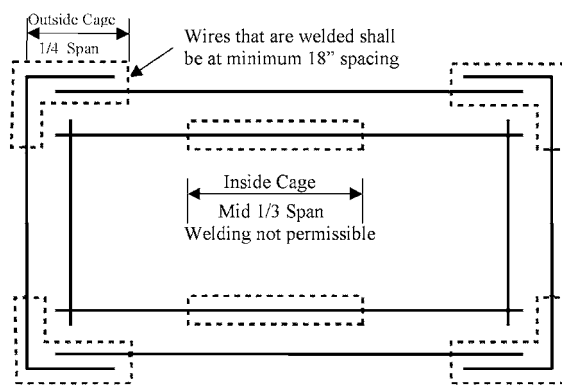 Outside Cage
1/4 Span
Wires that are welded shall
be at minimum 18” spacing
Inside Cage
Mid 1/3 Span
Welding not permissible